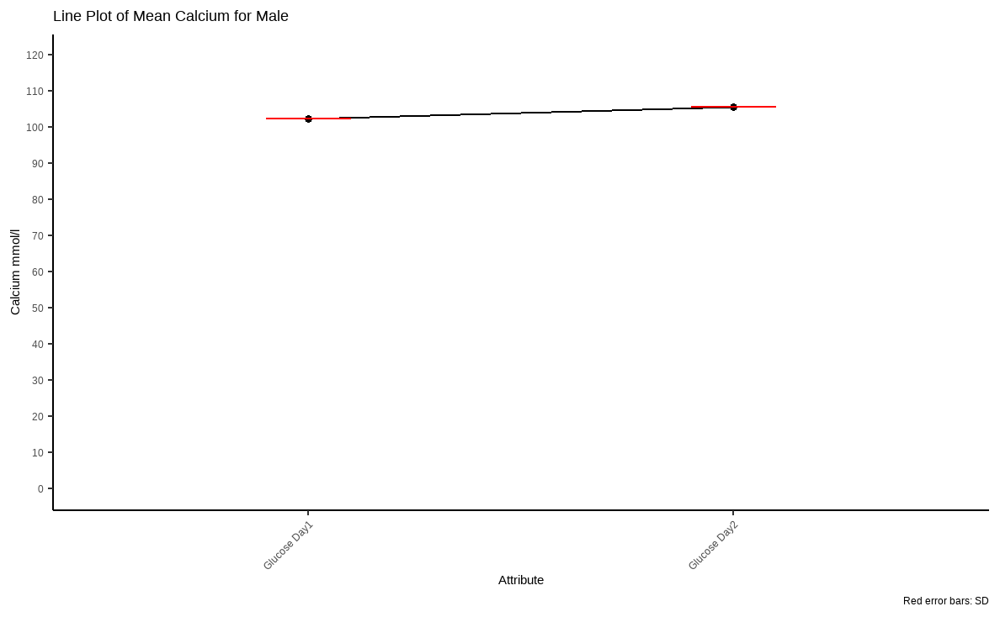 Line Plot of Mean Calcium for Male
120
110
100
90
80
70
60
50
40
30
20
10
0
Calcium mmol/l
Glucose Day1
Glucose Day2
Attribute
Red error bars: SD